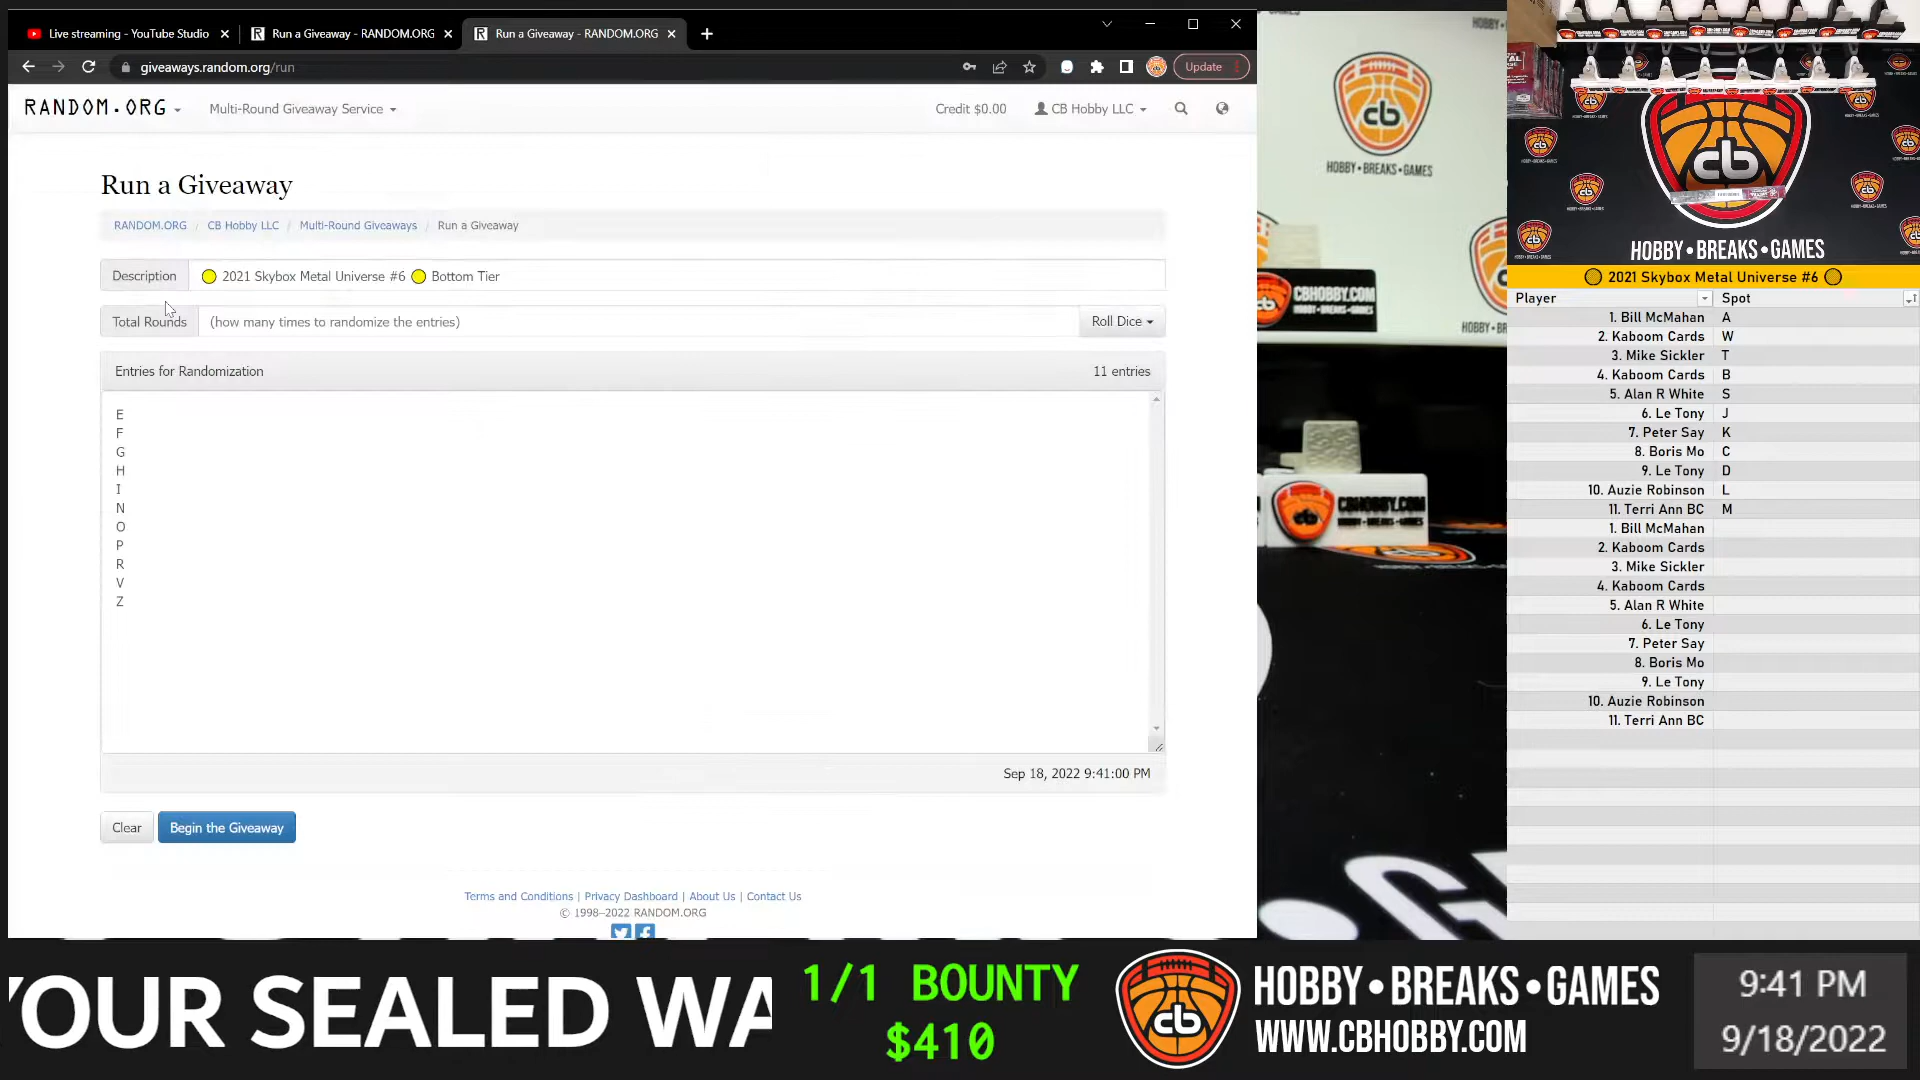 Live streaming - YouTube Studio
Run a Giveaway - RANDOM.ORG
Run a Giveaway - RANDOM.ORG
giveaways.random.org/run
Update
RANDOM.ORG
Multi-Round Giveaway Service
Credit $0.00
CB Hobby LLC
Run a Giveaway
RANDOM.ORG / CB Hobby LLC / Multi-Round Giveaways / Run a Giveaway
Description
2021 Skybox Metal Universe #6 Bottom Tier
Total Rounds
(how many times to randomize the entries)
Roll Dice
Entries for Randomization
11 entries
E
F
G
H
I
N
O
P
R
V
Z
Sep 18, 2022 9:41:00 PM
Clear
Begin the Giveaway
Terms and Conditions | Privacy Dashboard | About Us | Contact Us
© 1998–2022 RANDOM.ORG
cb
HOBBY•BREAKS•GAMES
CBHOBBY.COM
CBHOBBY.COM
HOBBY•BREAKS•GAMES
cb
HOBBY•BREAKS•GAMES
2021 Skybox Metal Universe #6
Player Spot
1. Bill McMahan A
2. Kaboom Cards W
3. Mike Sickler T
4. Kaboom Cards B
5. Alan R White S
6. Le Tony J
7. Peter Say K
8. Boris Mo C
9. Le Tony D
10. Auzie Robinson L
11. Terri Ann BC M
1. Bill McMahan
2. Kaboom Cards
3. Mike Sickler
4. Kaboom Cards
5. Alan R White
6. Le Tony
7. Peter Say
8. Boris Mo
9. Le Tony
10. Auzie Robinson
11. Terri Ann BC
YOUR SEALED WA
1/1 BOUNTY
$410
cb
HOBBY•BREAKS•GAMES
WWW.CBHOBBY.COM
9:41 PM
9/18/2022